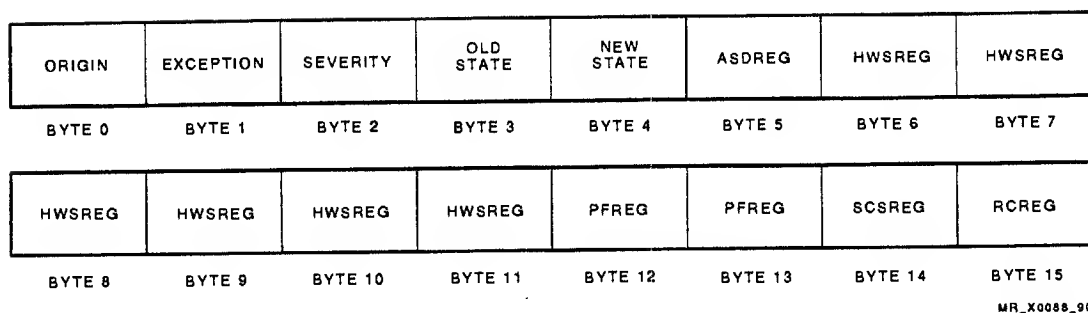 ORIGIN EXCEPTION SEVERITY OLD STATE NEW STATE ASDREG HWSREG HWSREG
BYTE 0 BYTE 1 BYTE 2 BYTE 3 BYTE 4 BYTE 5 BYTE 6 BYTE 7
HWSREG HWSREG HWSREG HWSREG PFREG PFREG SCSREG RCREG
BYTE 8 BYTE 9 BYTE 10 BYTE 11 BYTE 12 BYTE 13 BYTE 14 BYTE 15